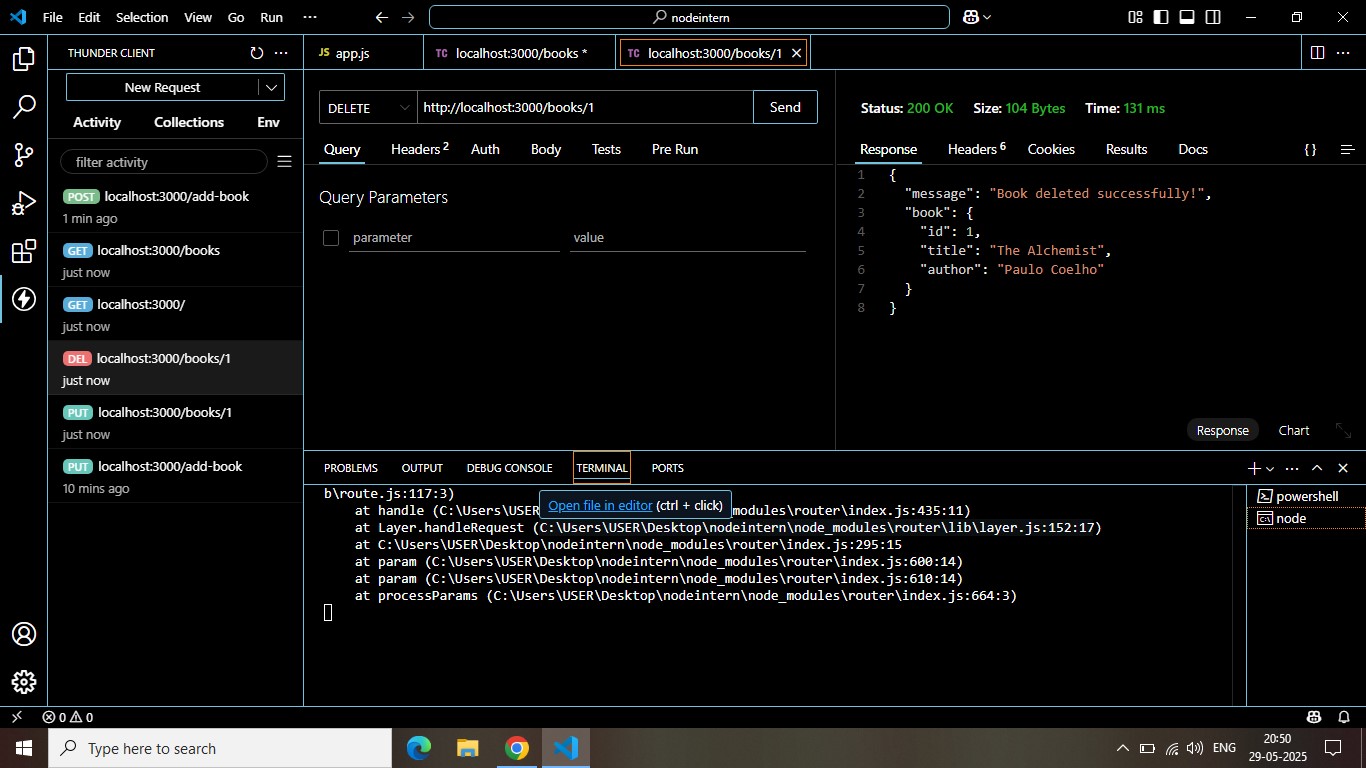 File Edit Selection View Go Run ··· nodeintern
THUNDER CLIENT
New Request
Activity Collections Env
filter activity
POST localhost:3000/add-book
1 min ago
GET localhost:3000/books
just now
GET localhost:3000/
just now
DEL localhost:3000/books/1
just now
PUT localhost:3000/books/1
just now
PUT localhost:3000/add-book
10 mins ago
JS app.js TC localhost:3000/books * TC localhost:3000/books/1
DELETE http://localhost:3000/books/1 Send
Query Headers 2 Auth Body Tests Pre Run
Query Parameters
parameter value
Status: 200 OK Size: 104 Bytes Time: 131 ms
Response Headers 6 Cookies Results Docs {}
1 {
2 "message": "Book deleted successfully!",
3 "book": {
4 "id": 1,
5 "title": "The Alchemist",
6 "author": "Paulo Coelho"
7 }
8 }
Response Chart
PROBLEMS OUTPUT DEBUG CONSOLE TERMINAL PORTS
b\route.js:117:3)
Open file in editor (ctrl + click)
at handle (C:\Users\USER modules\router\index.js:435:11)
at Layer.handleRequest (C:\Users\USER\Desktop\nodeintern\node_modules\router\lib\layer.js:152:17)
at C:\Users\USER\Desktop\nodeintern\node_modules\router\index.js:295:15
at param (C:\Users\USER\Desktop\nodeintern\node_modules\router\index.js:600:14)
at param (C:\Users\USER\Desktop\nodeintern\node_modules\router\index.js:610:14)
at processParams (C:\Users\USER\Desktop\nodeintern\node_modules\router\index.js:664:3)
powershell
node
0 0
Type here to search
ENG
20:50
29-05-2025